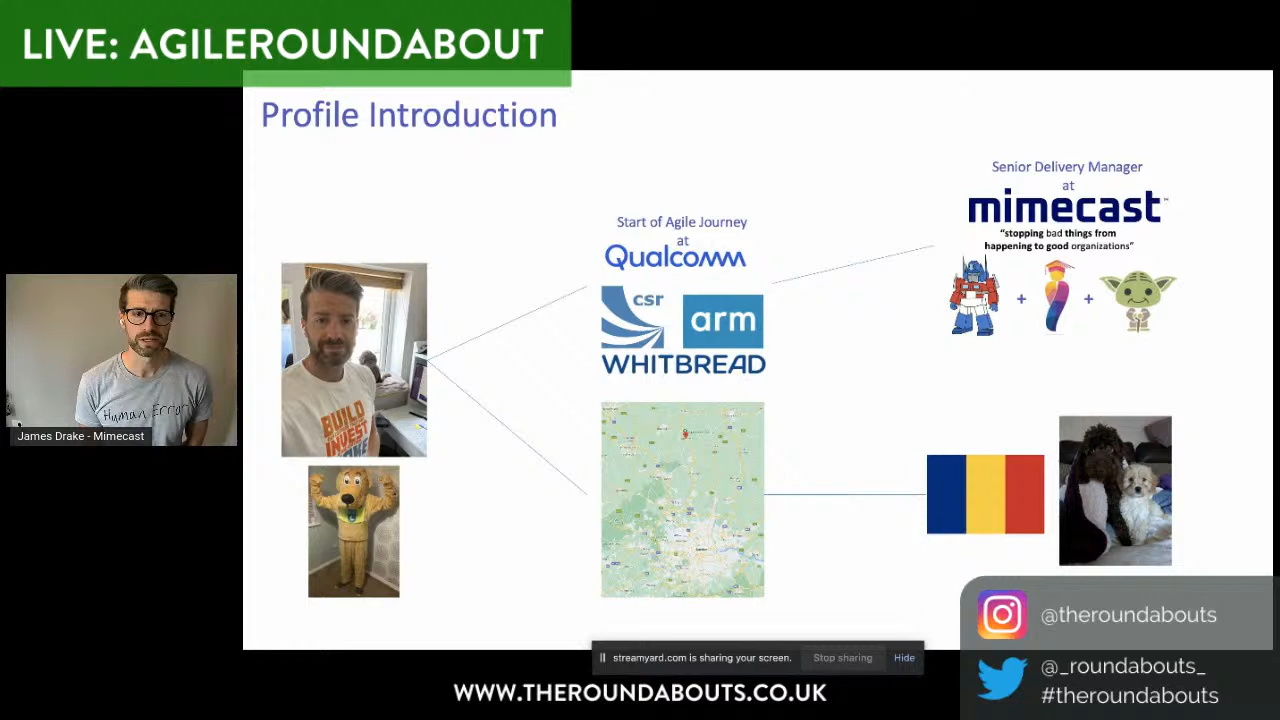 LIVE: AGILEROUNDABOUT
Profile Introduction
Senior Delivery Manager
at
mimecast™
“stopping bad things from
happening to good organizations”
Start of Agile Journey
at
Qualcomm
csr
arm
WHITBREAD
BUILD
INVEST
Human Error
James Drake - Mimecast
streamyard.com is sharing your screen.
Stop sharing
Hide
@theroundabouts
@_roundabouts_
#theroundabouts
WWW.THEROUNDABOUTS.CO.UK